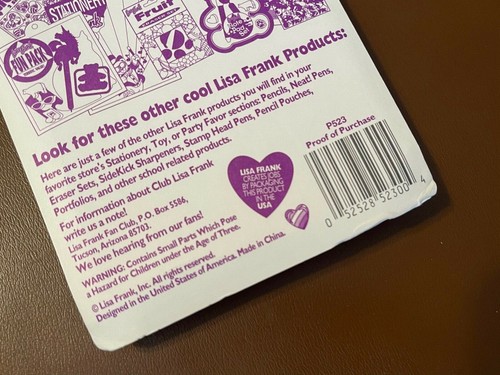 STATIONERY
Fruit
FUN PACK
Look for these other cool Lisa Frank Products:
Here are just a few of the other Lisa Frank products you will find in your
favorite store's Stationery, Toy, or Party Favor sections: Pencils, Neat! Pens,
Eraser Sets, SideKick Sharpeners, Stamp Head Pens, Pencil Pouches,
Portfolios, and other school related products.
For information about Club Lisa Frank
write us a note!
Lisa Frank Fan Club, P.O. Box 5586,
Tucson, Arizona 85703.
We love hearing from our fans!
WARNING: Contains Small Parts Which Pose
a Hazard for Children under the Age of Three.
© Lisa Frank, Inc. All rights reserved.
Designed in the United States of America. Made in China.
LISA FRANK
CREATES JOBS
BY PACKAGING
THIS PRODUCT
IN THE
USA
P523
Proof of Purchase
0 52328 52300 4